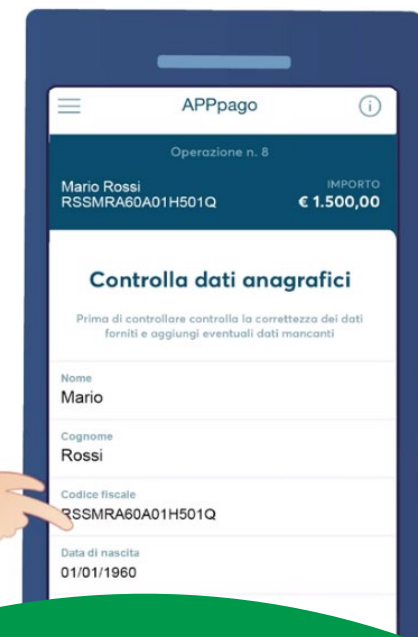 APPpago
Operazione n. 8
Mario Rossi
RSSMRA60A01H501Q
IMPORTO
€ 1.500,00
Controlla dati anagrafici
Prima di controllare controlla la correttezza dei dati
forniti e aggiungi eventuali dati mancanti
Nome
Mario
Cognome
Rossi
Codice fiscale
RSSMRA60A01H501Q
Data di nascita
01/01/1960